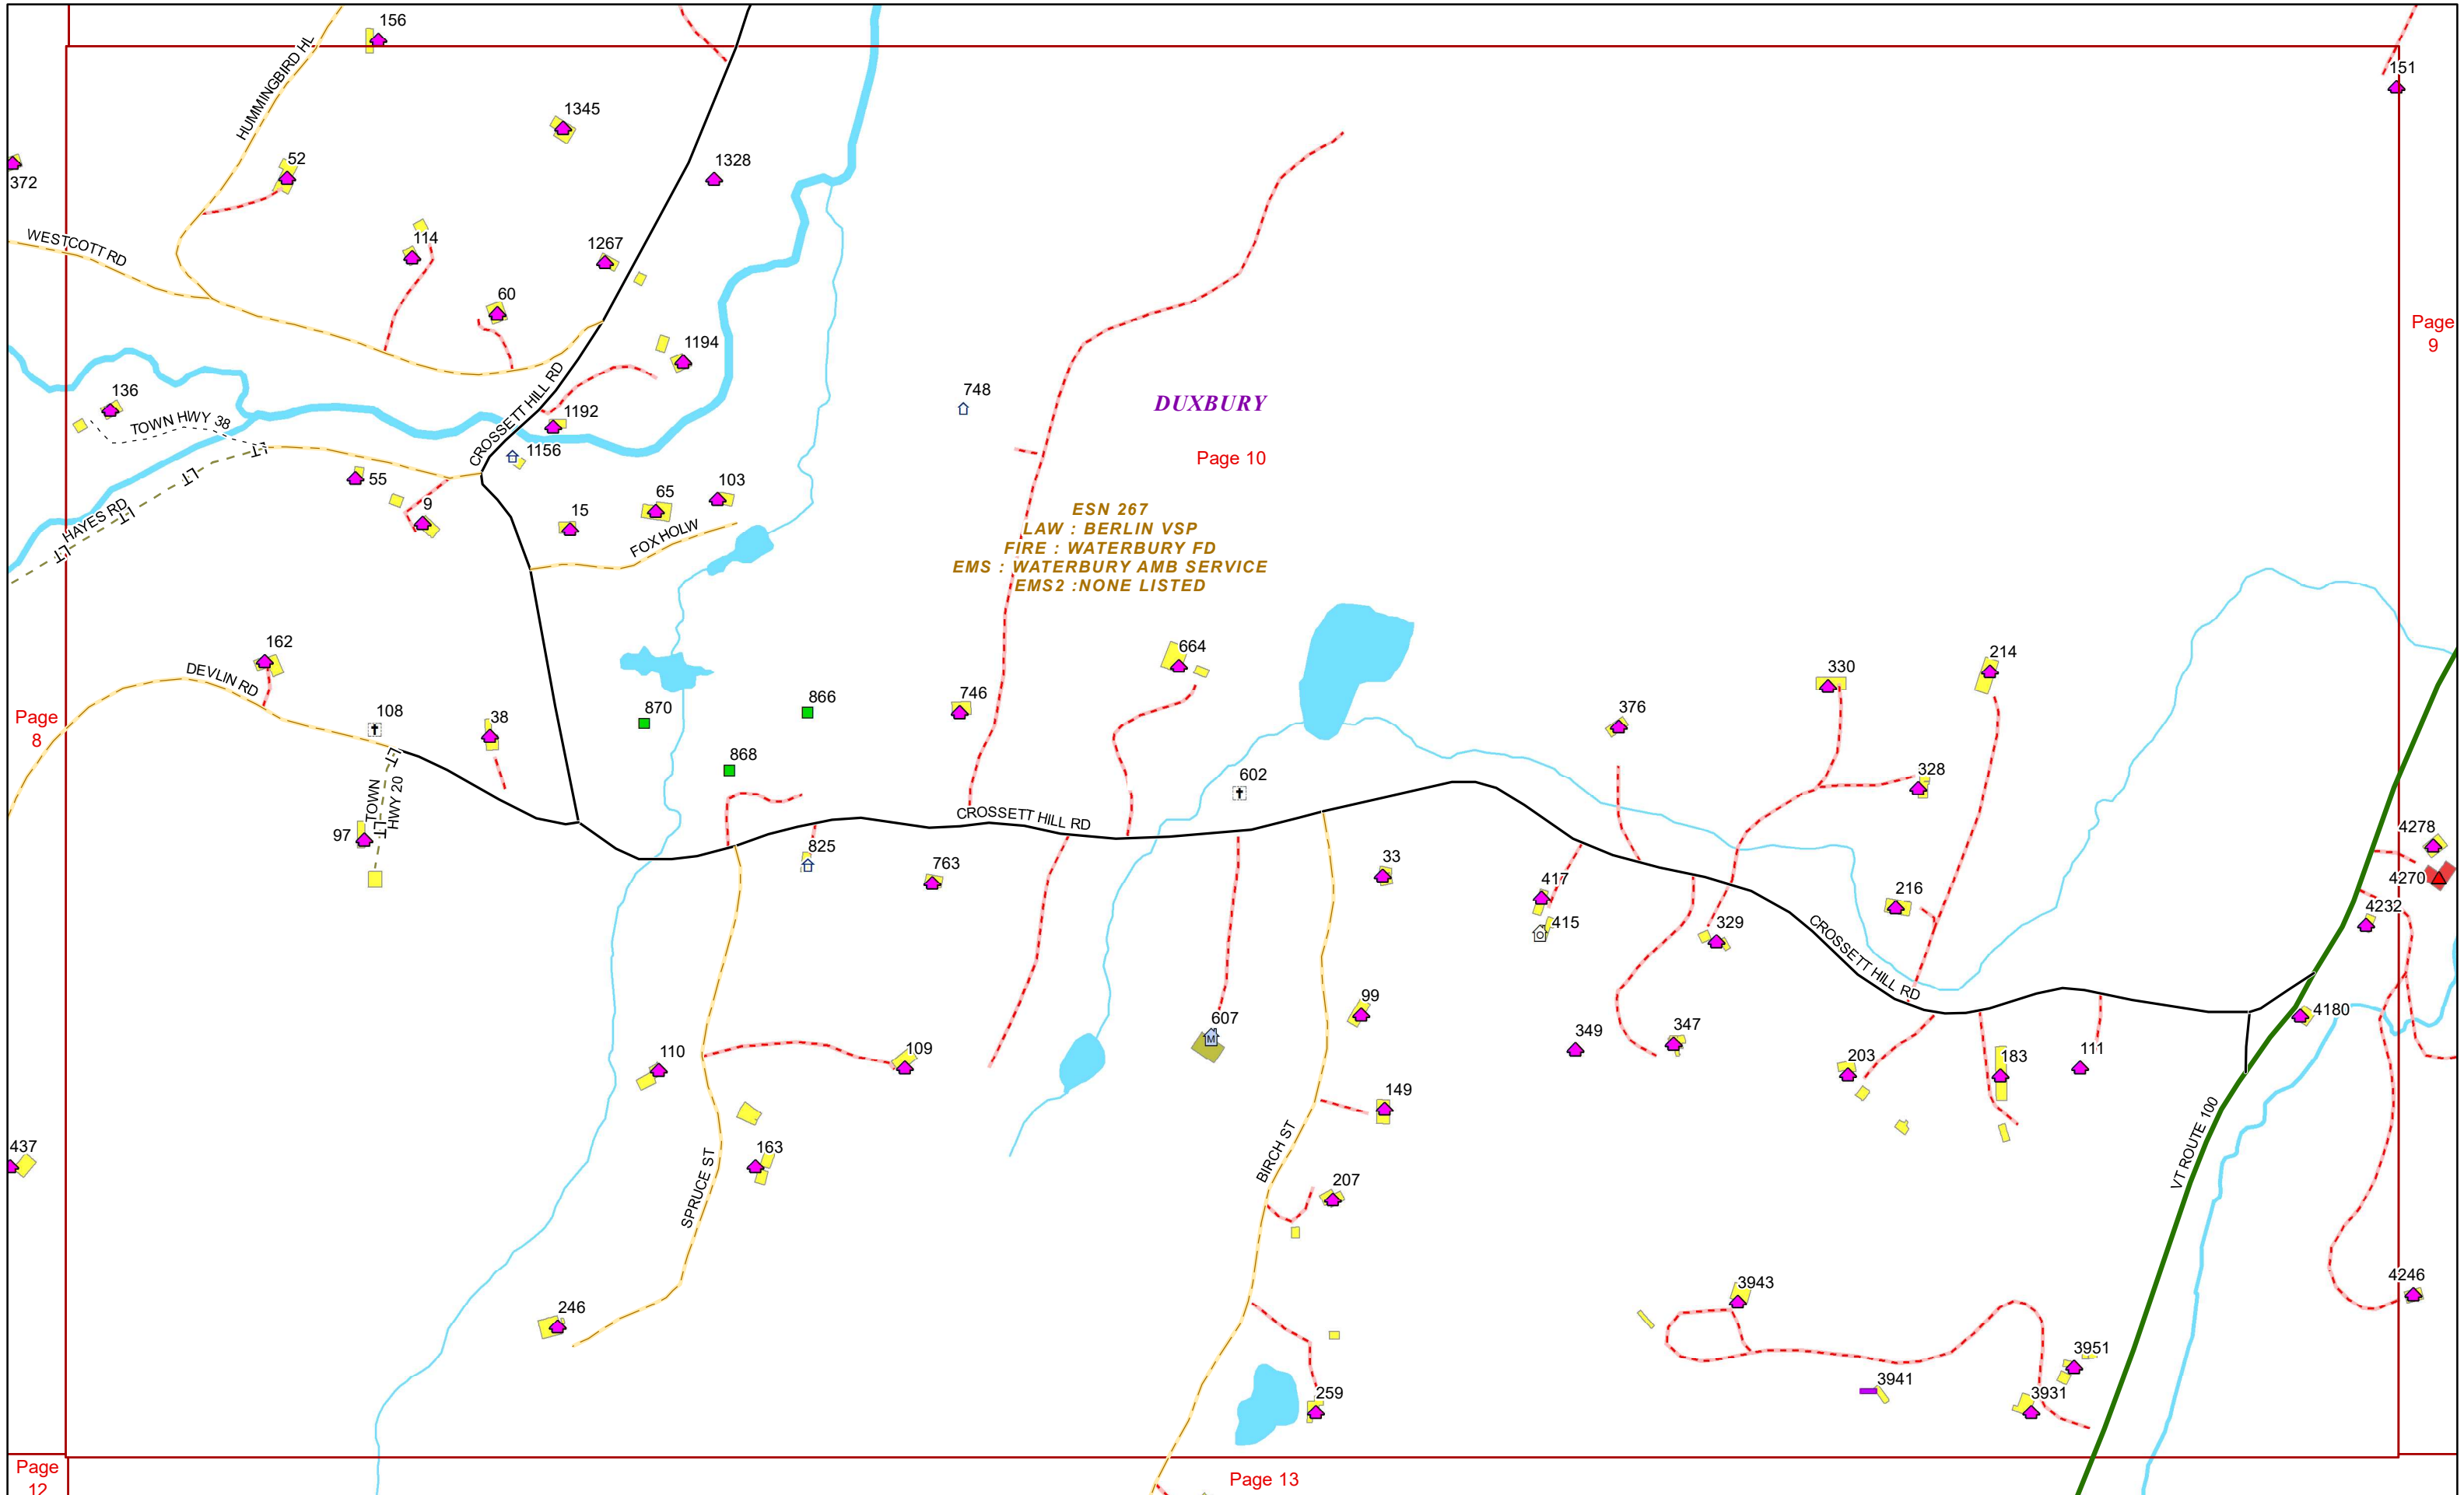 156
HUMMINGBIRD HL
151
1345
52
1328
372
114
WESTCOTT RD
1267
60
Page
9
1194
136
748
DUXBURY
TOWN HWY 38
CROSSETT HILL RD
1192
1156
Page 10
55
65
103
9
15
HAYES RD
FOX HOLW
ESN 267
LAW : BERLIN VSP
FIRE : WATERBURY FD
EMS : WATERBURY AMB SERVICE
EMS2 :NONE LISTED
LT
LT
LT
LT
162
664
330
214
DEVLIN RD
Page
8
108
38
870
866
746
376
868
LT
TOWN
HWY 20
LT
602
328
97
CROSSETT HILL RD
825
763
33
4278
4270
417
415
216
4232
329
CROSSETT HILL RD
99
607
M
349
347
4180
110
109
203
183
111
149
VT ROUTE 100
437
163
BIRCH ST
SPRUCE ST
207
246
3943
4246
3951
3941
259
3931
Page
12
Page 13